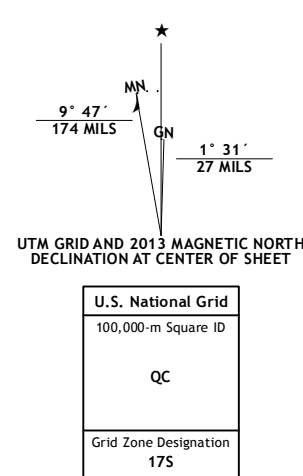 ★
MN
9° 47´
174 MILS
GN
1° 31´
27 MILS
UTM GRID AND 2013 MAGNETIC NORTH
DECLINATION AT CENTER OF SHEET
U.S. National Grid
100,000-m Square ID
QC
Grid Zone Designation
17S